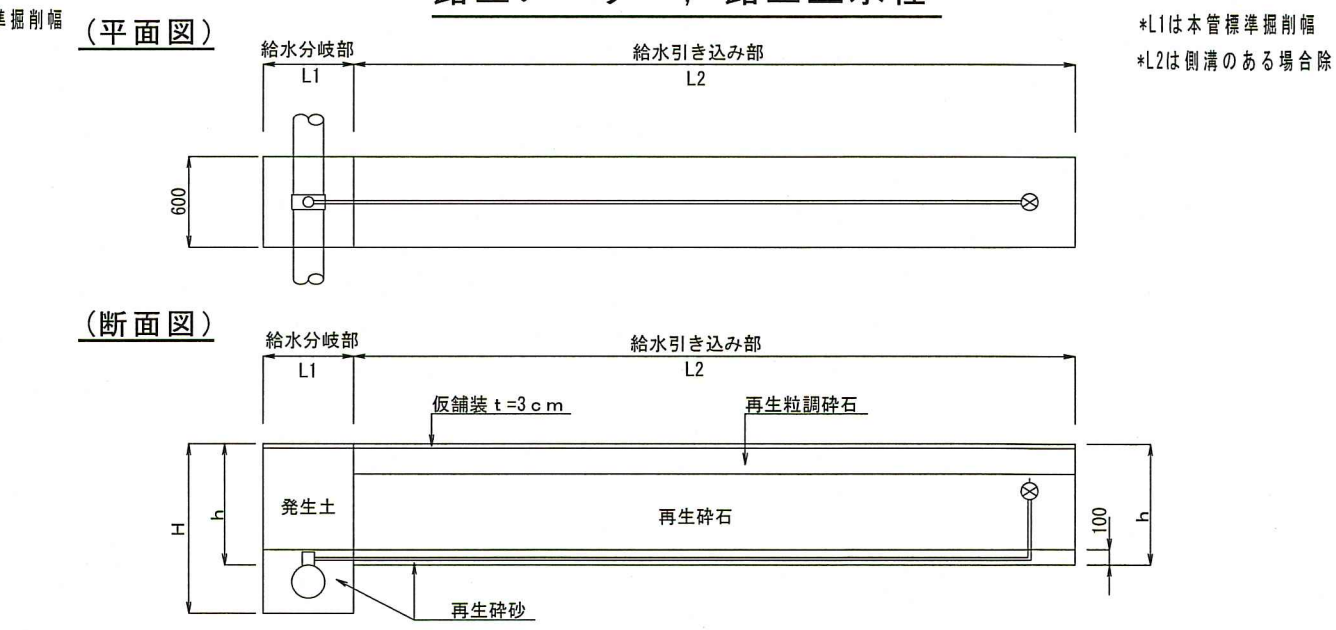 準掘削幅
(平面図)
*L1は本管標準掘削幅
*L2は側溝のある場合除
給水分岐部
給水引き込み部
L1
L2
600
(断面図)
給水分岐部
給水引き込み部
L1
L2
仮舗装t=3cm
再生粒調砕石
発生土
再生砕石
H
h
100
h
再生砕砂